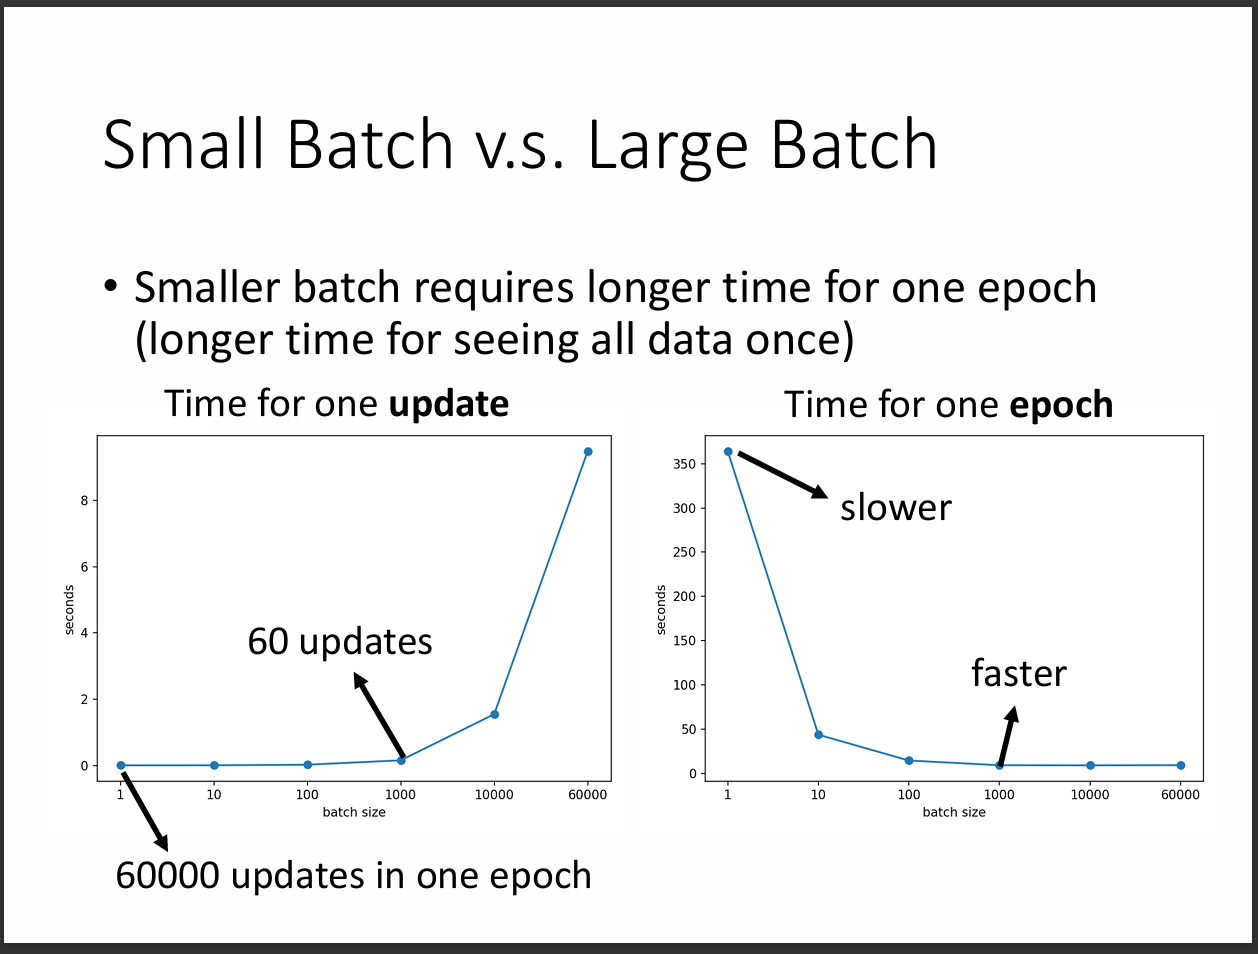 Small Batch v.s. Large Batch
• Smaller batch requires longer time for one epoch
(longer time for seeing all data once)
Time for one update
8
6
4
2
0
seconds
1 10 100 1000 10000 60000
batch size
60 updates
60000 updates in one epoch
Time for one epoch
350
300
250
200
150
100
50
0
seconds
1 10 100 1000 10000 60000
batch size
slower
faster